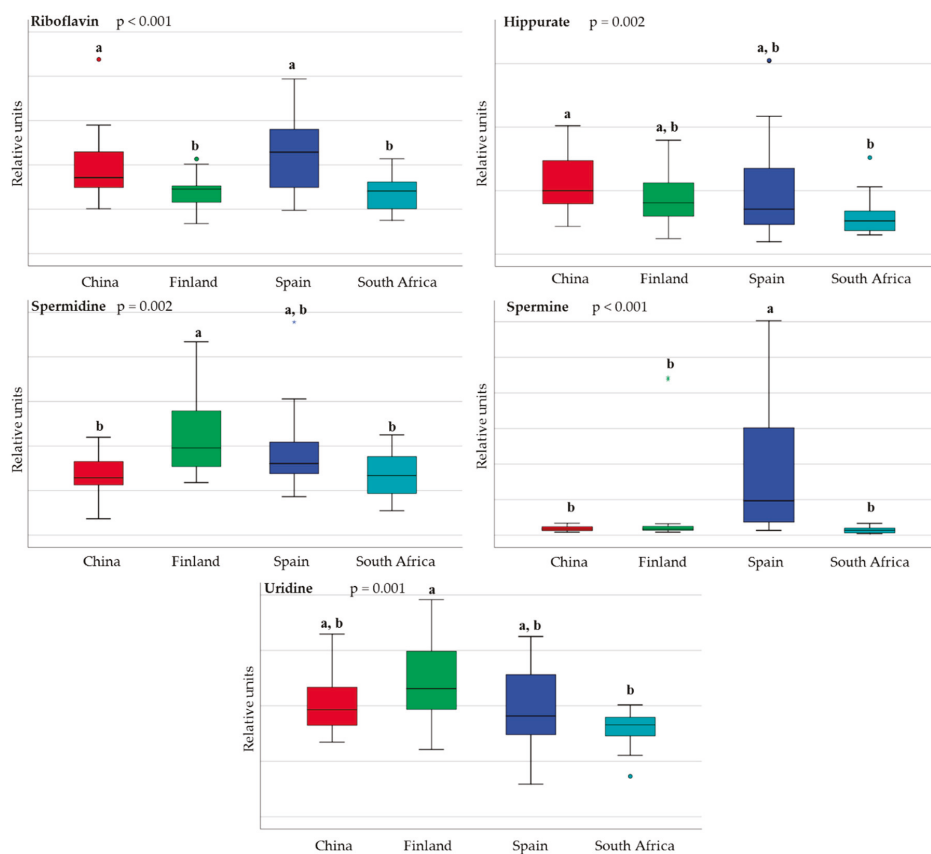 Riboflavin p < 0.001
a
a
b
b
Relative units
China Finland Spain South Africa
Hippurate p = 0.002
a, b
a
a, b
b
Relative units
China Finland Spain South Africa
Spermidine p = 0.002
a, b
a
b
b
Relative units
China Finland Spain South Africa
Spermine p < 0.001
a
b
b
b
Relative units
China Finland Spain South Africa
Uridine p = 0.001
a
a, b
a, b
b
Relative units
China Finland Spain South Africa